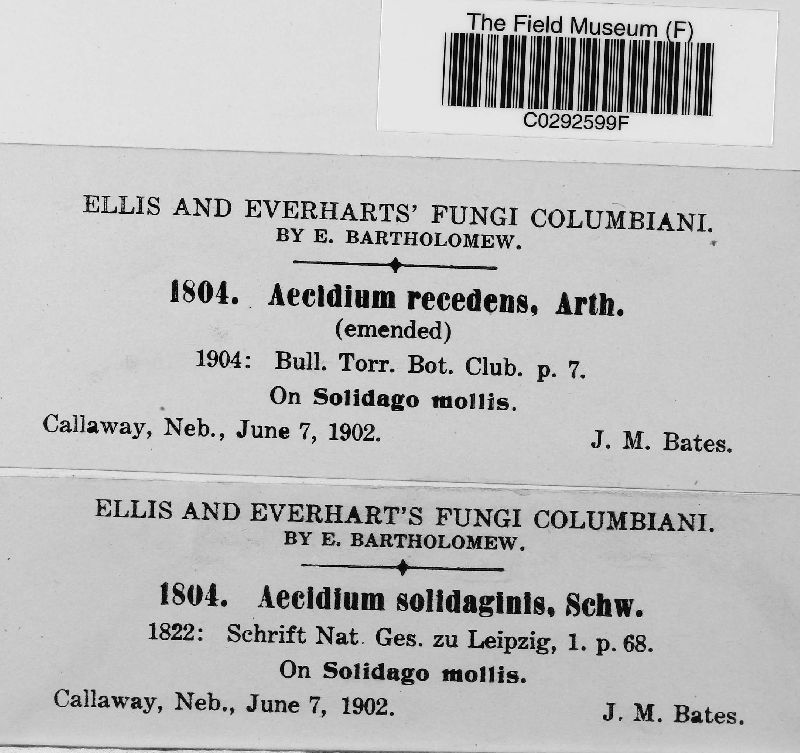 The Field Museum (F)
C0292599F
ELLIS AND EVERHARTS' FUNGI COLUMBIANI.
BY E. BARTHOLOMEW.
1804. Aecidium recedens, Arth.
(emended)
1904: Bull. Torr. Bot. Club. p. 7.
On Solidago mollis.
Callaway, Neb., June 7, 1902. J. M. Bates.
ELLIS AND EVERHART'S FUNGI COLUMBIANI.
BY E. BARTHOLOMEW.
1804. Aecidium solidaginis, Schw.
1822: Schrift Nat. Ges. zu Leipzig, 1. p. 68.
On Solidago mollis.
Callaway, Neb., June 7, 1902. J. M. Bates.